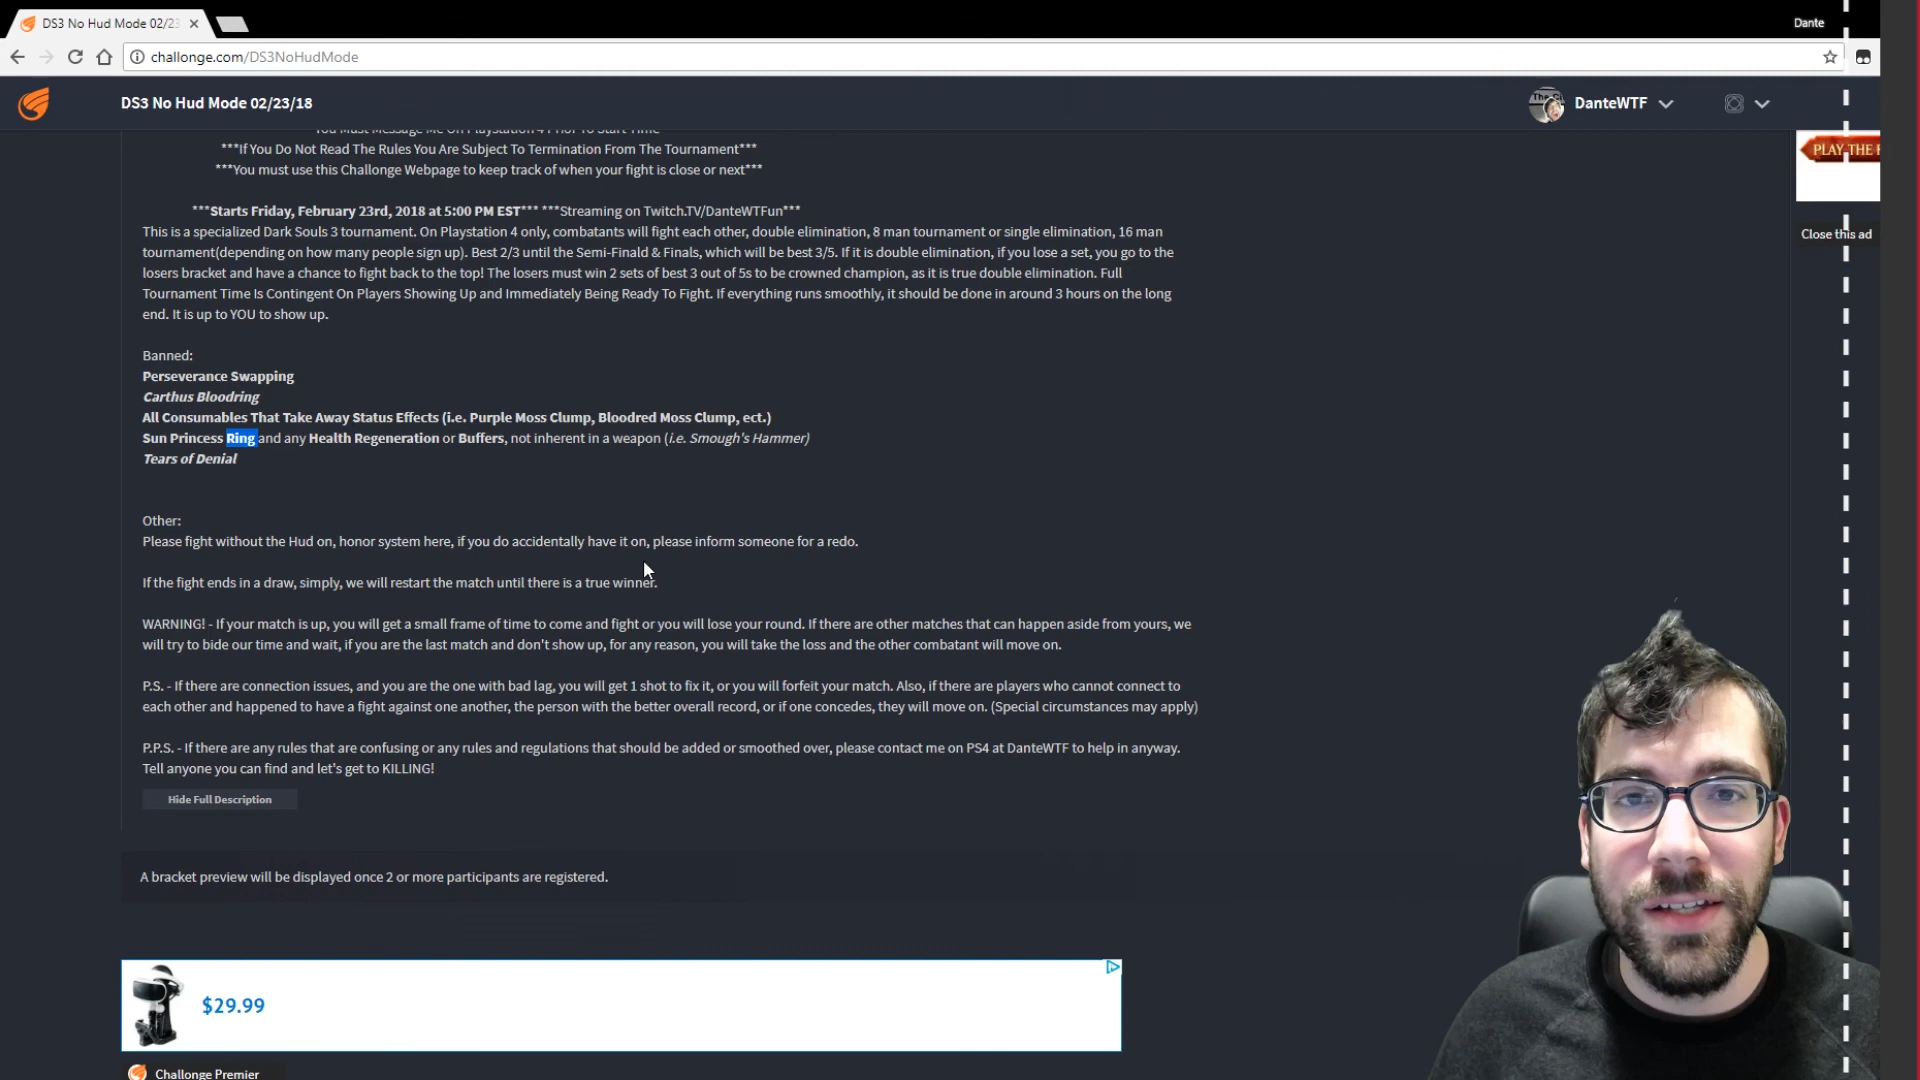 DS3 No Hud Mode 02/23
Dante
challonge.com/DS3NoHudMode
DS3 No Hud Mode 02/23/18
DanteWTF
You Must Message Me On Playstation 4 Prior To Start Time
***If You Do Not Read The Rules You Are Subject To Termination From The Tournament***
***You must use this Challonge Webpage to keep track of when your fight is close or next***
PLAY THE
Close this ad
***Starts Friday, February 23rd, 2018 at 5:00 PM EST*** ***Streaming on Twitch.TV/DanteWTFun***
This is a specialized Dark Souls 3 tournament. On Playstation 4 only, combatants will fight each other, double elimination, 8 man tournament or single elimination, 16 man
tournament(depending on how many people sign up). Best 2/3 until the Semi-Finald & Finals, which will be best 3/5. If it is double elimination, if you lose a set, you go to the
losers bracket and have a chance to fight back to the top! The losers must win 2 sets of best 3 out of 5s to be crowned champion, as it is true double elimination. Full
Tournament Time Is Contingent On Players Showing Up and Immediately Being Ready To Fight. If everything runs smoothly, it should be done in around 3 hours on the long
end. It is up to YOU to show up.
Banned:
Perseverance Swapping
Carthus Bloodring
All Consumables That Take Away Status Effects (i.e. Purple Moss Clump, Bloodred Moss Clump, ect.)
Sun Princess Ring and any Health Regeneration or Buffers, not inherent in a weapon (i.e. Smough's Hammer)
Tears of Denial
Other:
Please fight without the Hud on, honor system here, if you do accidentally have it on, please inform someone for a redo.
If the fight ends in a draw, simply, we will restart the match until there is a true winner.
WARNING! - If your match is up, you will get a small frame of time to come and fight or you will lose your round. If there are other matches that can happen aside from yours, we
will try to bide our time and wait, if you are the last match and don't show up, for any reason, you will take the loss and the other combatant will move on.
P.S. - If there are connection issues, and you are the one with bad lag, you will get 1 shot to fix it, or you will forfeit your match. Also, if there are players who cannot connect to
each other and happened to have a fight against one another, the person with the better overall record, or if one concedes, they will move on. (Special circumstances may apply)
P.P.S. - If there are any rules that are confusing or any rules and regulations that should be added or smoothed over, please contact me on PS4 at DanteWTF to help in anyway.
Tell anyone you can find and let's get to KILLING!
Hide Full Description
A bracket preview will be displayed once 2 or more participants are registered.
$29.99
Challonge Premier